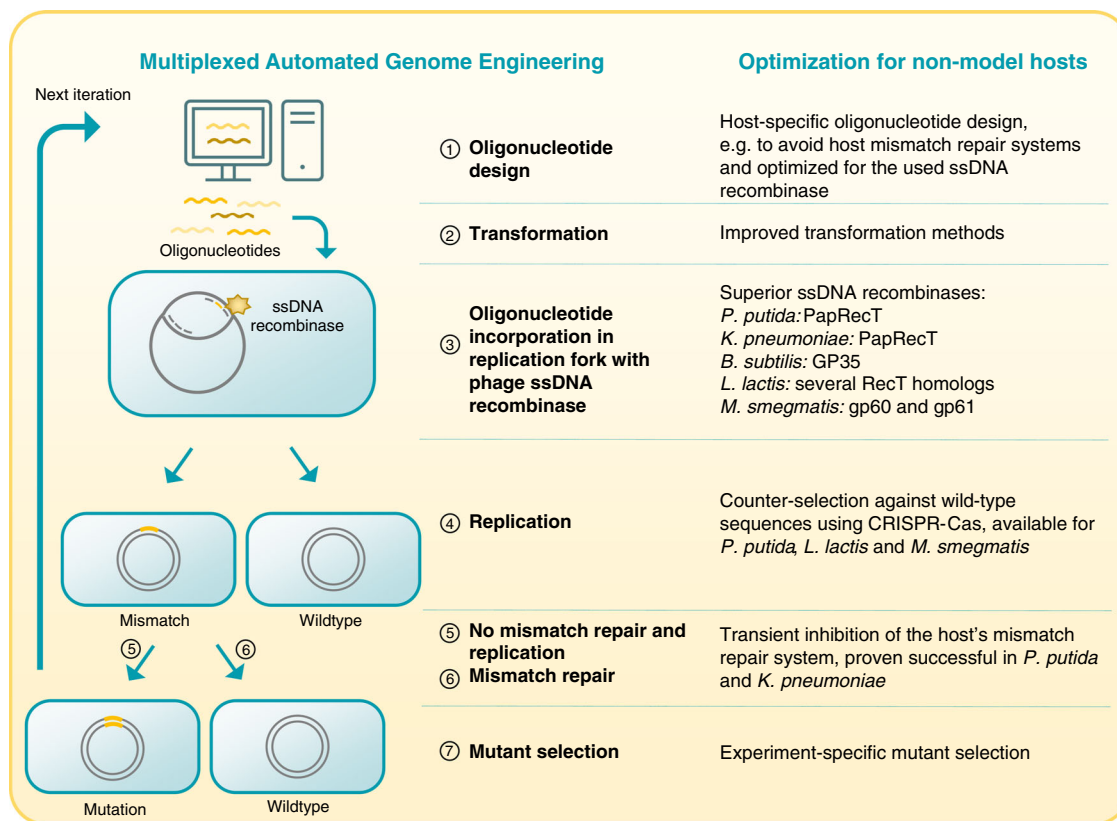 Multiplexed Automated Genome Engineering
Optimization for non-model hosts
Next iteration
Oligonucleotides
ssDNA
recombinase
Mismatch
Wildtype
⑤
⑥
Mutation
Wildtype
① Oligonucleotide
design
Host-specific oligonucleotide design,
e.g. to avoid host mismatch repair systems
and optimized for the used ssDNA
recombinase
② Transformation
Improved transformation methods
③ Oligonucleotide
incorporation in
replication fork with
phage ssDNA
recombinase
Superior ssDNA recombinases:
P. putida: PapRecT
K. pneumoniae: PapRecT
B. subtilis: GP35
L. lactis: several RecT homologs
M. smegmatis: gp60 and gp61
④ Replication
Counter-selection against wild-type
sequences using CRISPR-Cas, available for
P. putida, L. lactis and M. smegmatis
⑤ No mismatch repair and
replication
⑥ Mismatch repair
Transient inhibition of the host's mismatch
repair system, proven successful in P. putida
and K. pneumoniae
⑦ Mutant selection
Experiment-specific mutant selection